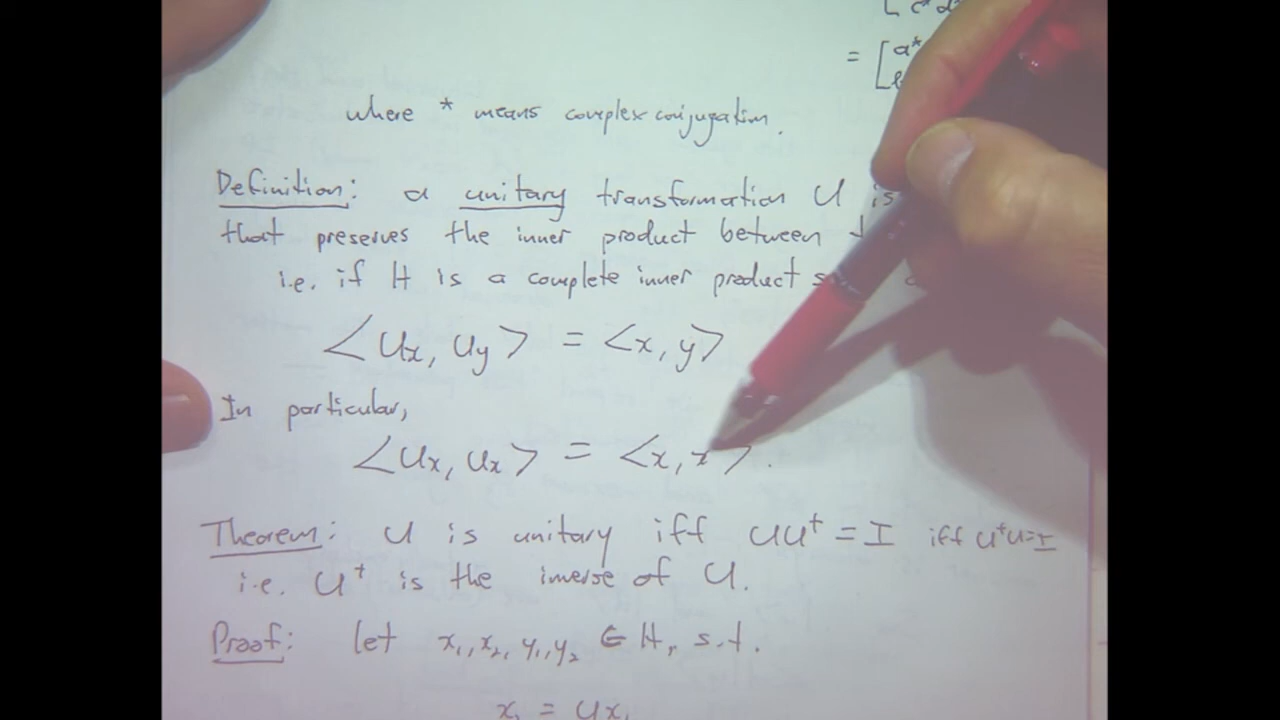 = [a*
where * means complex conjugation.
Definition: a unitary transformation U is
that preserves the inner product between
i.e. if H is a complete inner product
<Ux, Uy> = <x, y>
In particular,
<Ux, Ux> = <x, x>.
Theorem: U is unitary iff UU† = I iff U†U=I
i.e. U† is the inverse of U.
Proof: let x₁, x₂, y₁, y₂ ∈ H, s.t.
= Ux